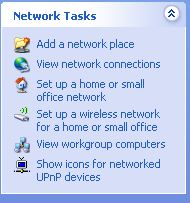 Network Tasks
Add a network place
View network connections
Set up a home or small
office network
Set up a wireless network
for a home or small office
View workgroup computers
Show icons for networked
UPnP devices